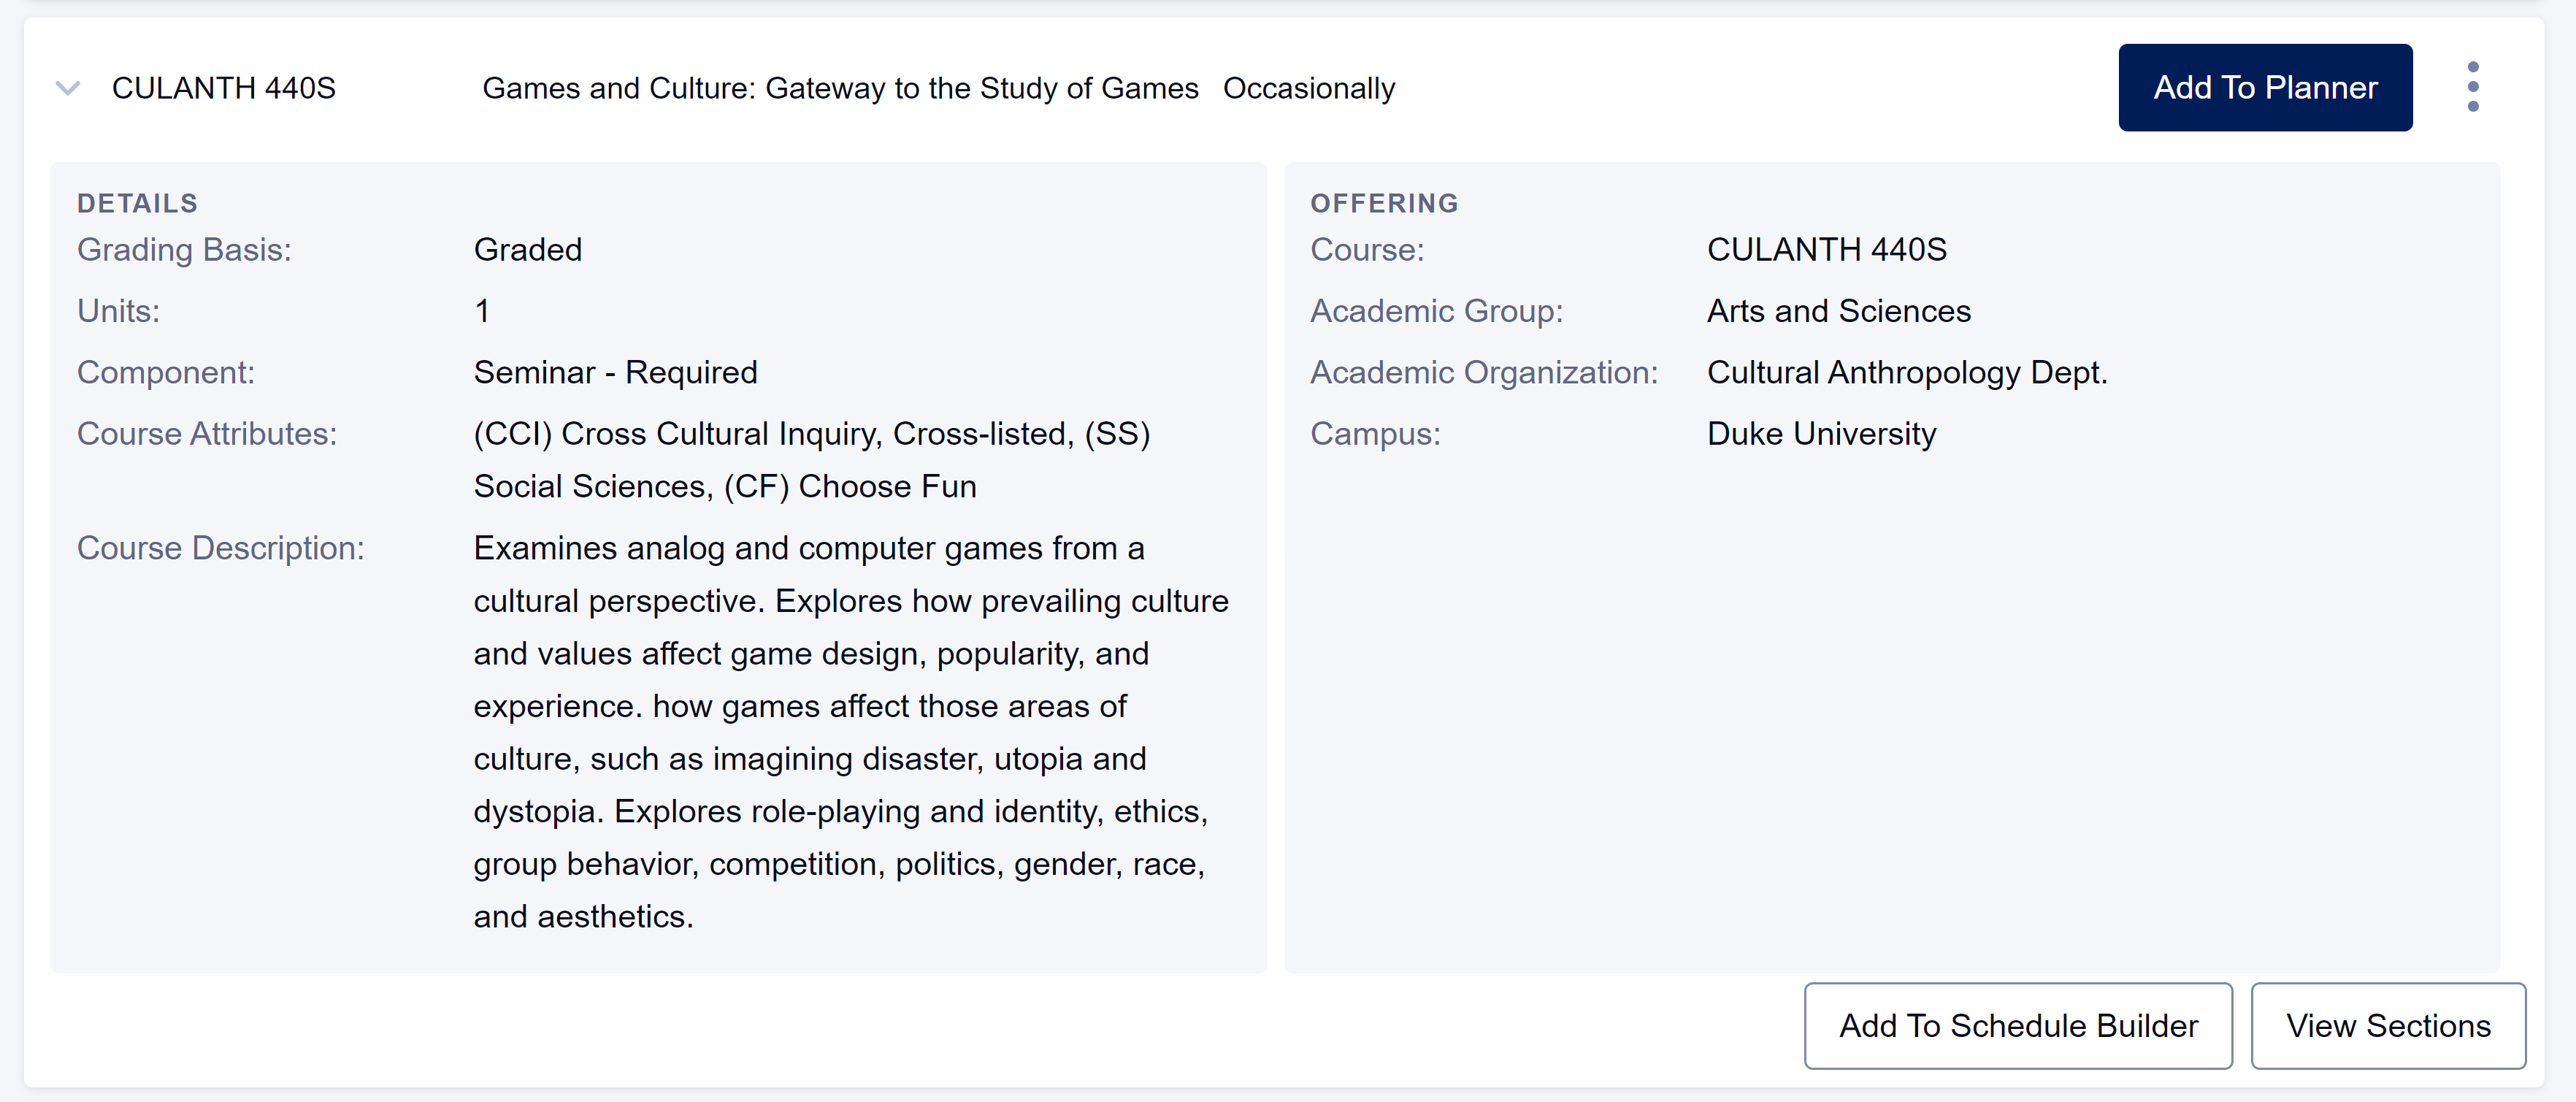 CULANTH 440S Games and Culture: Gateway to the Study of Games Occasionally Add To Planner
DETAILS
Grading Basis: Graded
Units: 1
Component: Seminar - Required
Course Attributes: (CCI) Cross Cultural Inquiry, Cross-listed, (SS)
Social Sciences, (CF) Choose Fun
Course Description: Examines analog and computer games from a
cultural perspective. Explores how prevailing culture
and values affect game design, popularity, and
experience. how games affect those areas of
culture, such as imagining disaster, utopia and
dystopia. Explores role-playing and identity, ethics,
group behavior, competition, politics, gender, race,
and aesthetics.
OFFERING
Course: CULANTH 440S
Academic Group: Arts and Sciences
Academic Organization: Cultural Anthropology Dept.
Campus: Duke University
Add To Schedule Builder View Sections